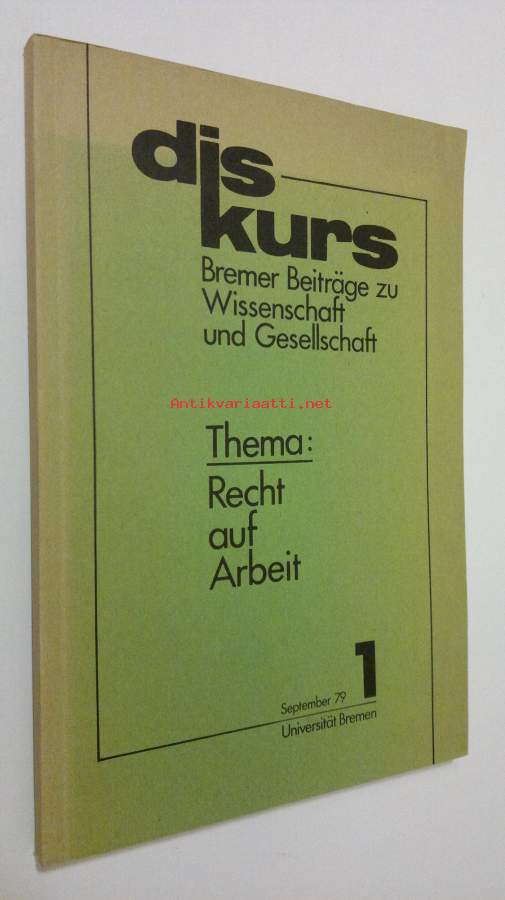 dis
kurs
Bremer Beiträge zu
Wissenschaft
und Gesellschaft
Antikvariaatti.net
Thema:
Recht
auf
Arbeit
September 79
1
Universität Bremen